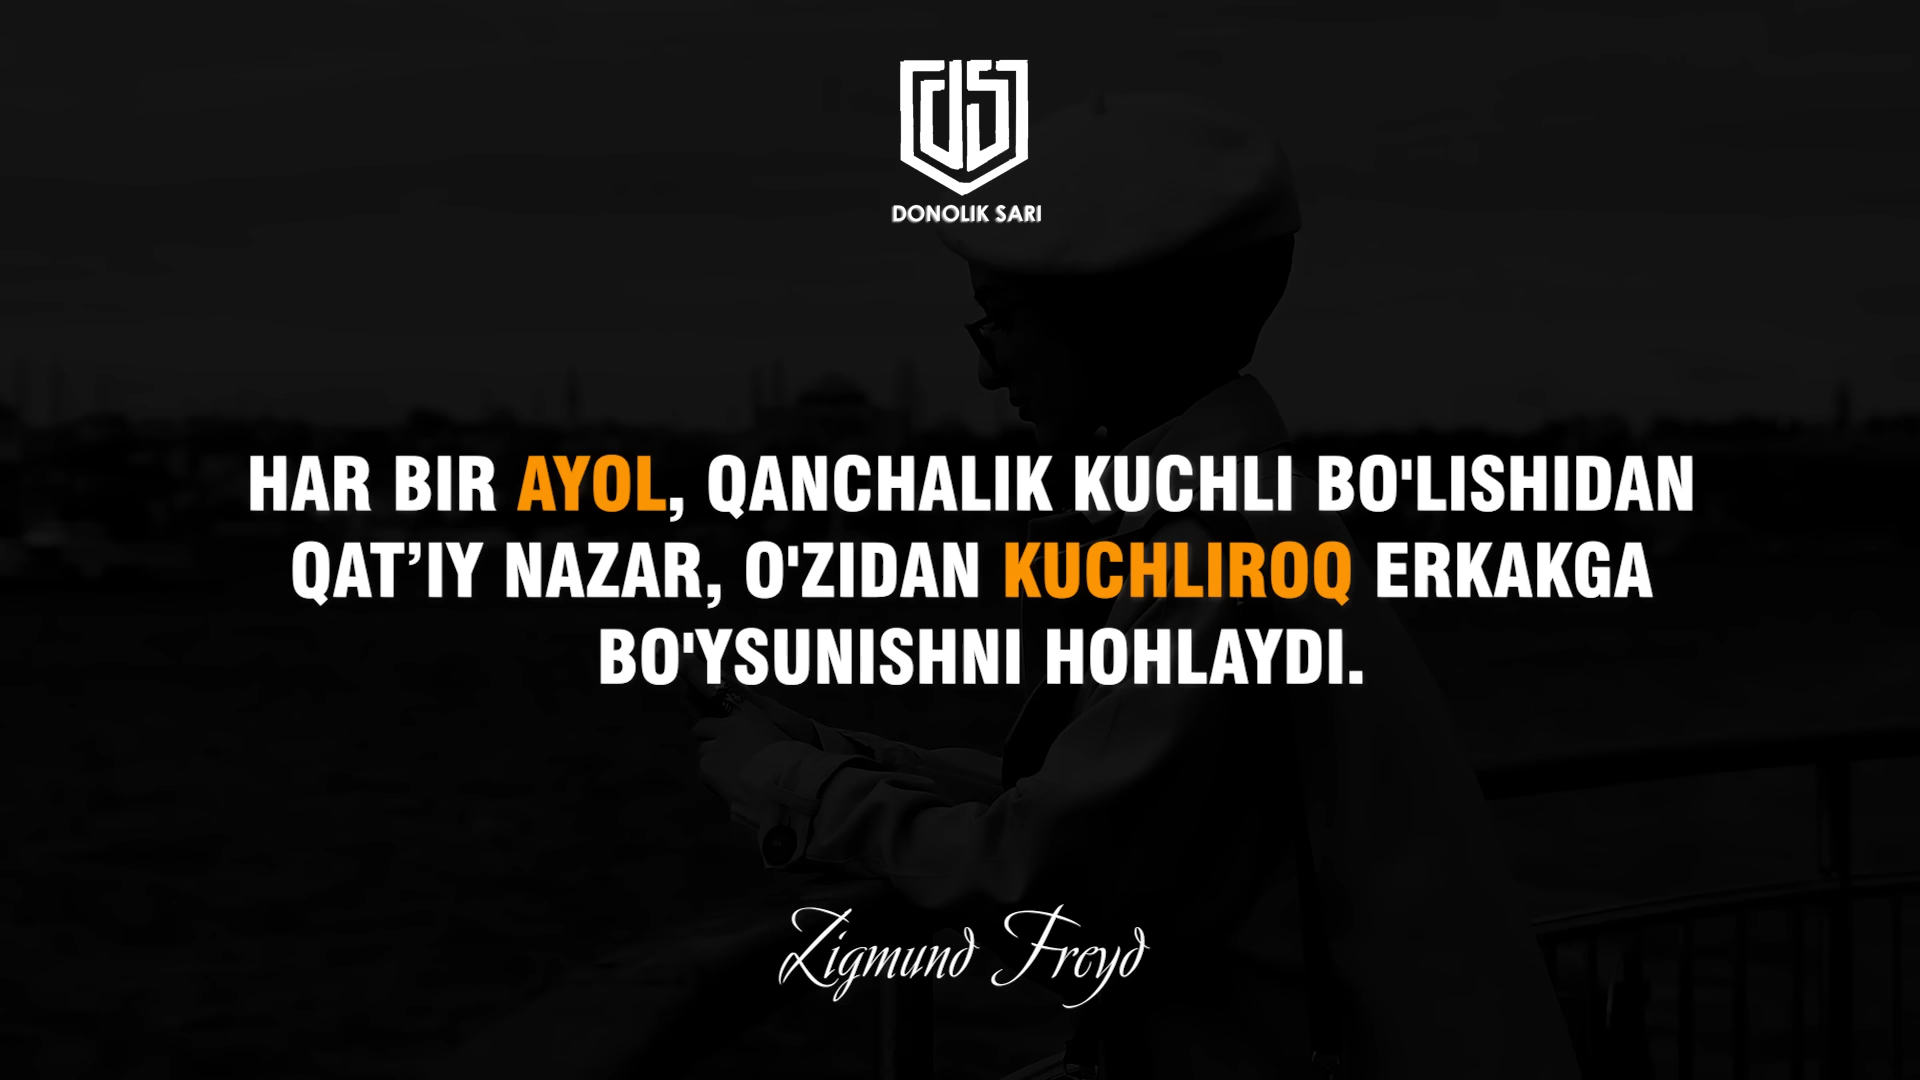 DONOLIK SARI
HAR BIR AYOL, QANCHALIK KUCHLI BO'LISHIDAN
QAT’IY NAZAR, O'ZIDAN KUCHLIROQ ERKAKGA
BO'YSUNISHNI HOHLAYDI.
Zigmund Freyd